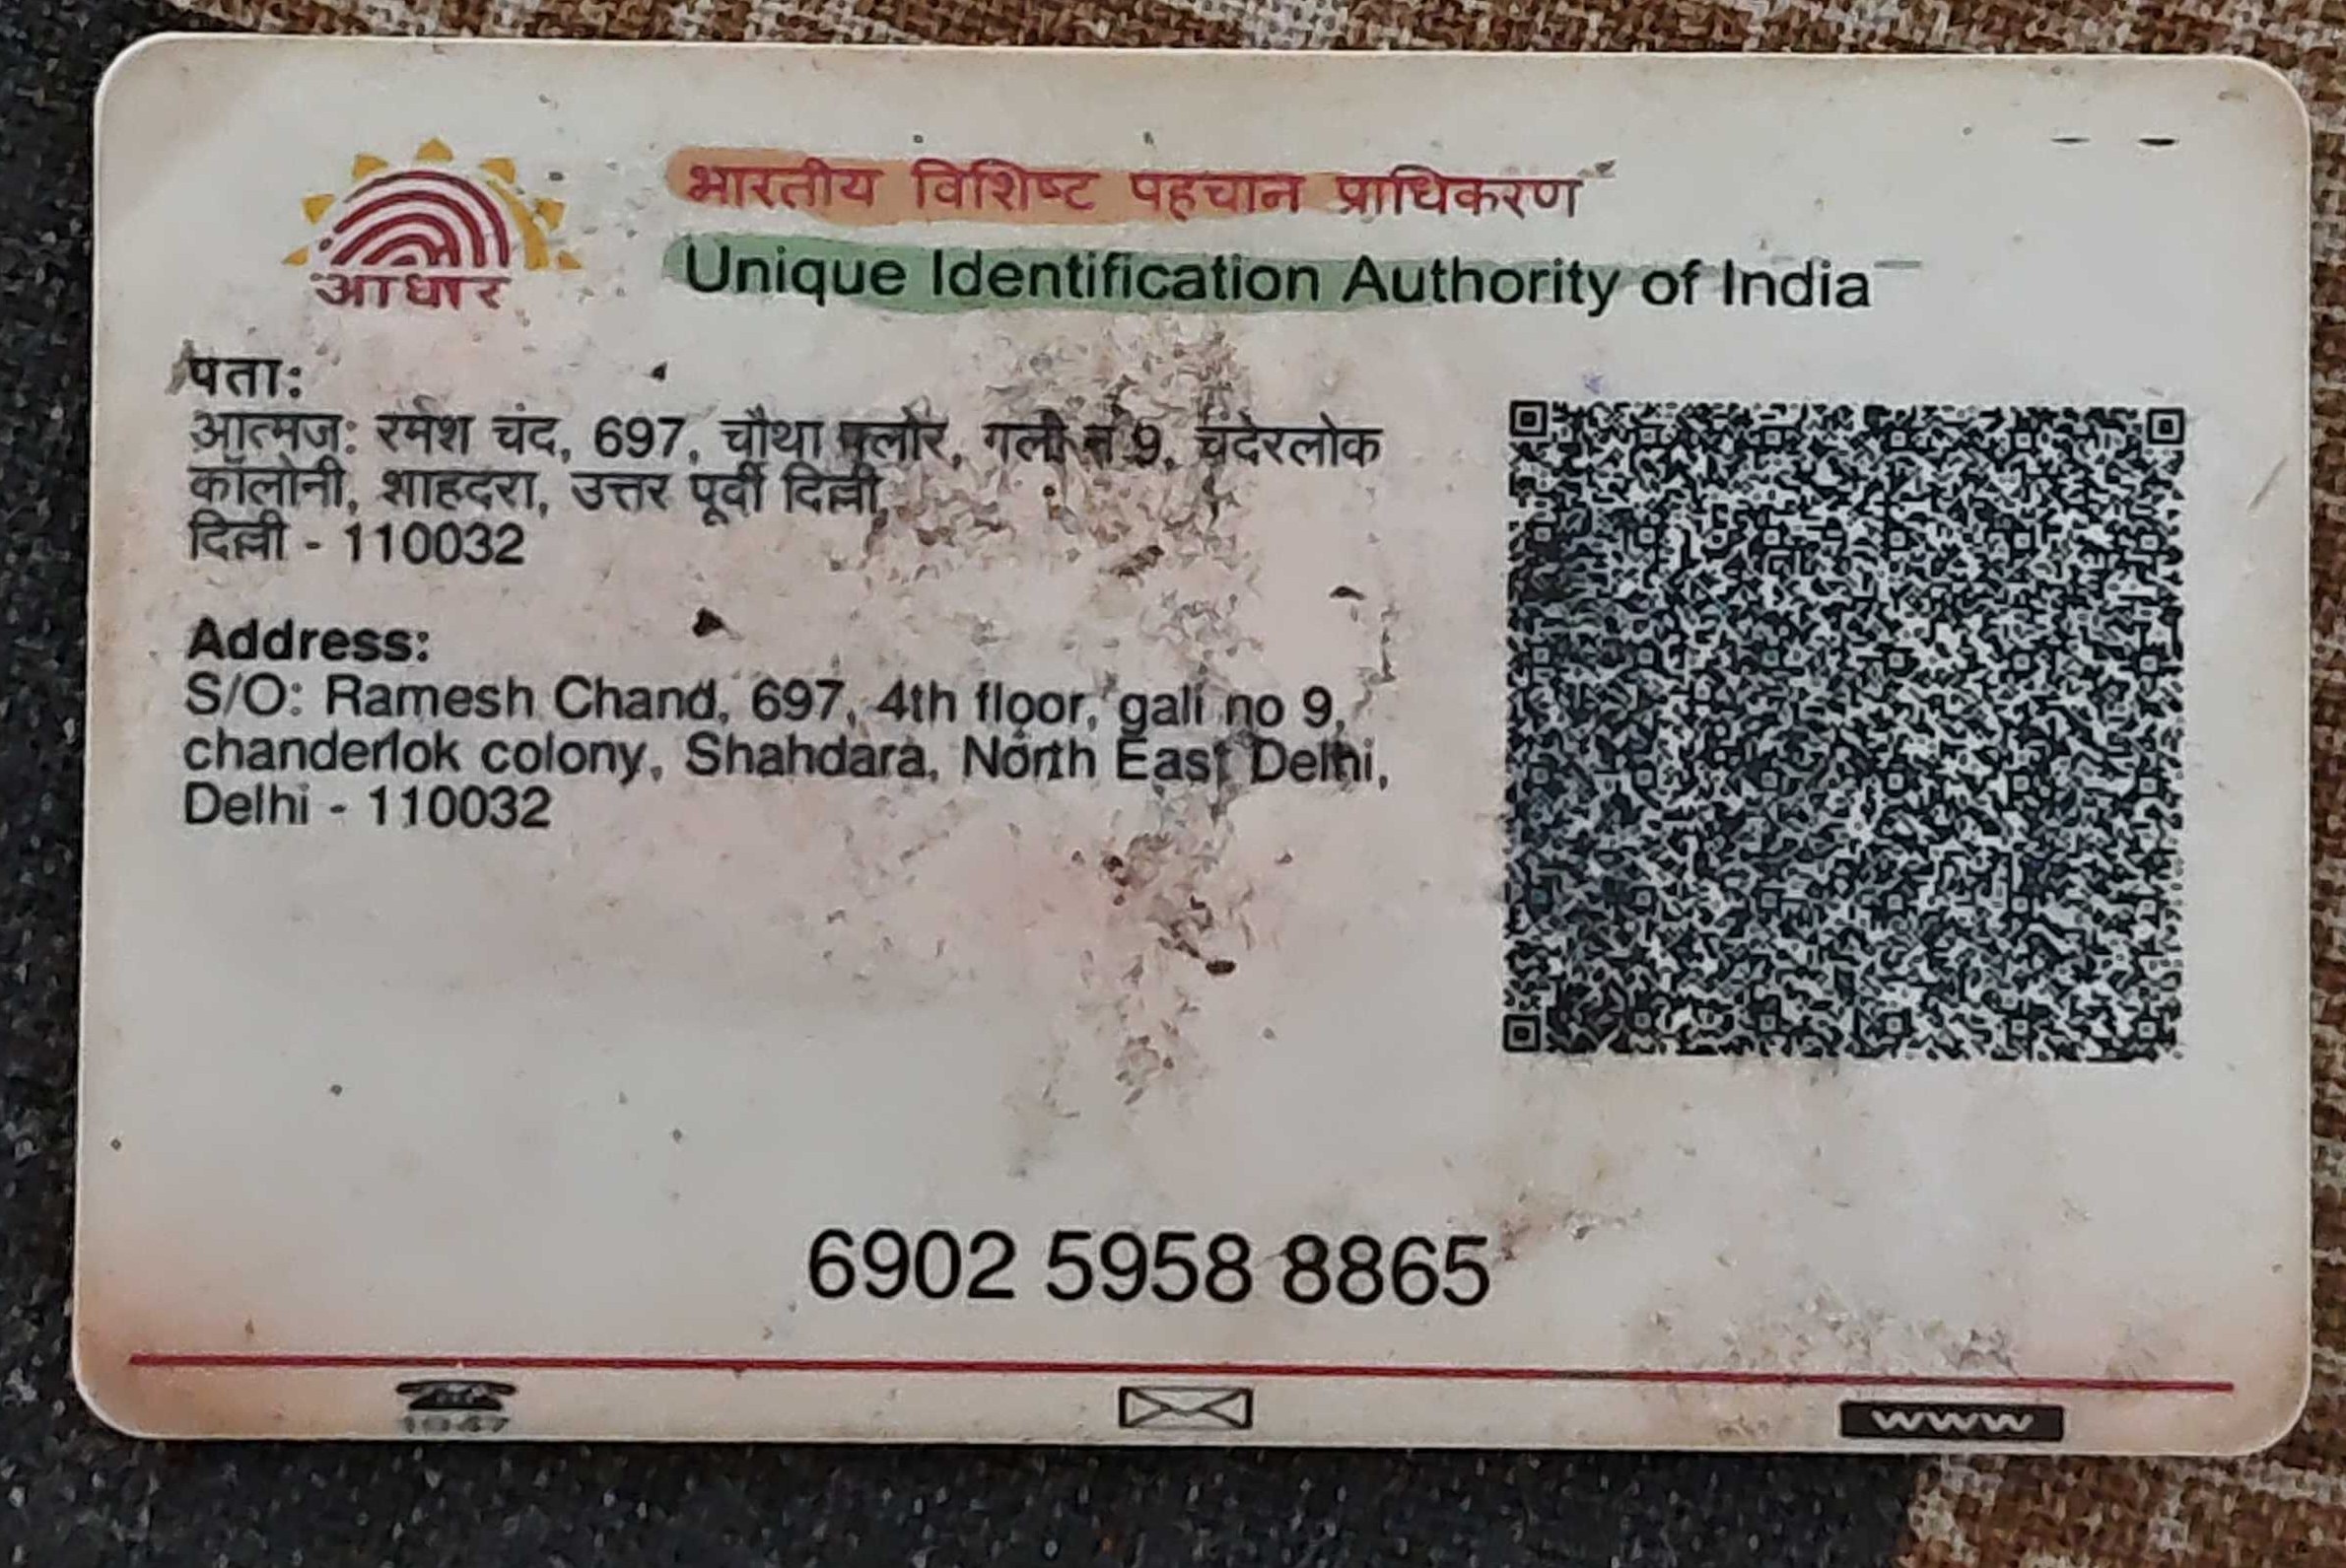 आधार
भारतीय विशिष्ट पहचान प्राधिकरण
Unique Identification Authority of India
पता:
आत्मज: रमेश चंद, 697, चौथा फ्लोर, गली न 9, चंदेरलोक
कॉलोनी, शाहदरा, उत्तर पूर्वी दिल्ली,
दिल्ली - 110032
Address:
S/O: Ramesh Chand, 697, 4th floor, gali no 9,
chanderlok colony, Shahdara, North East Delhi,
Delhi - 110032
6902 5958 8865
1947
www